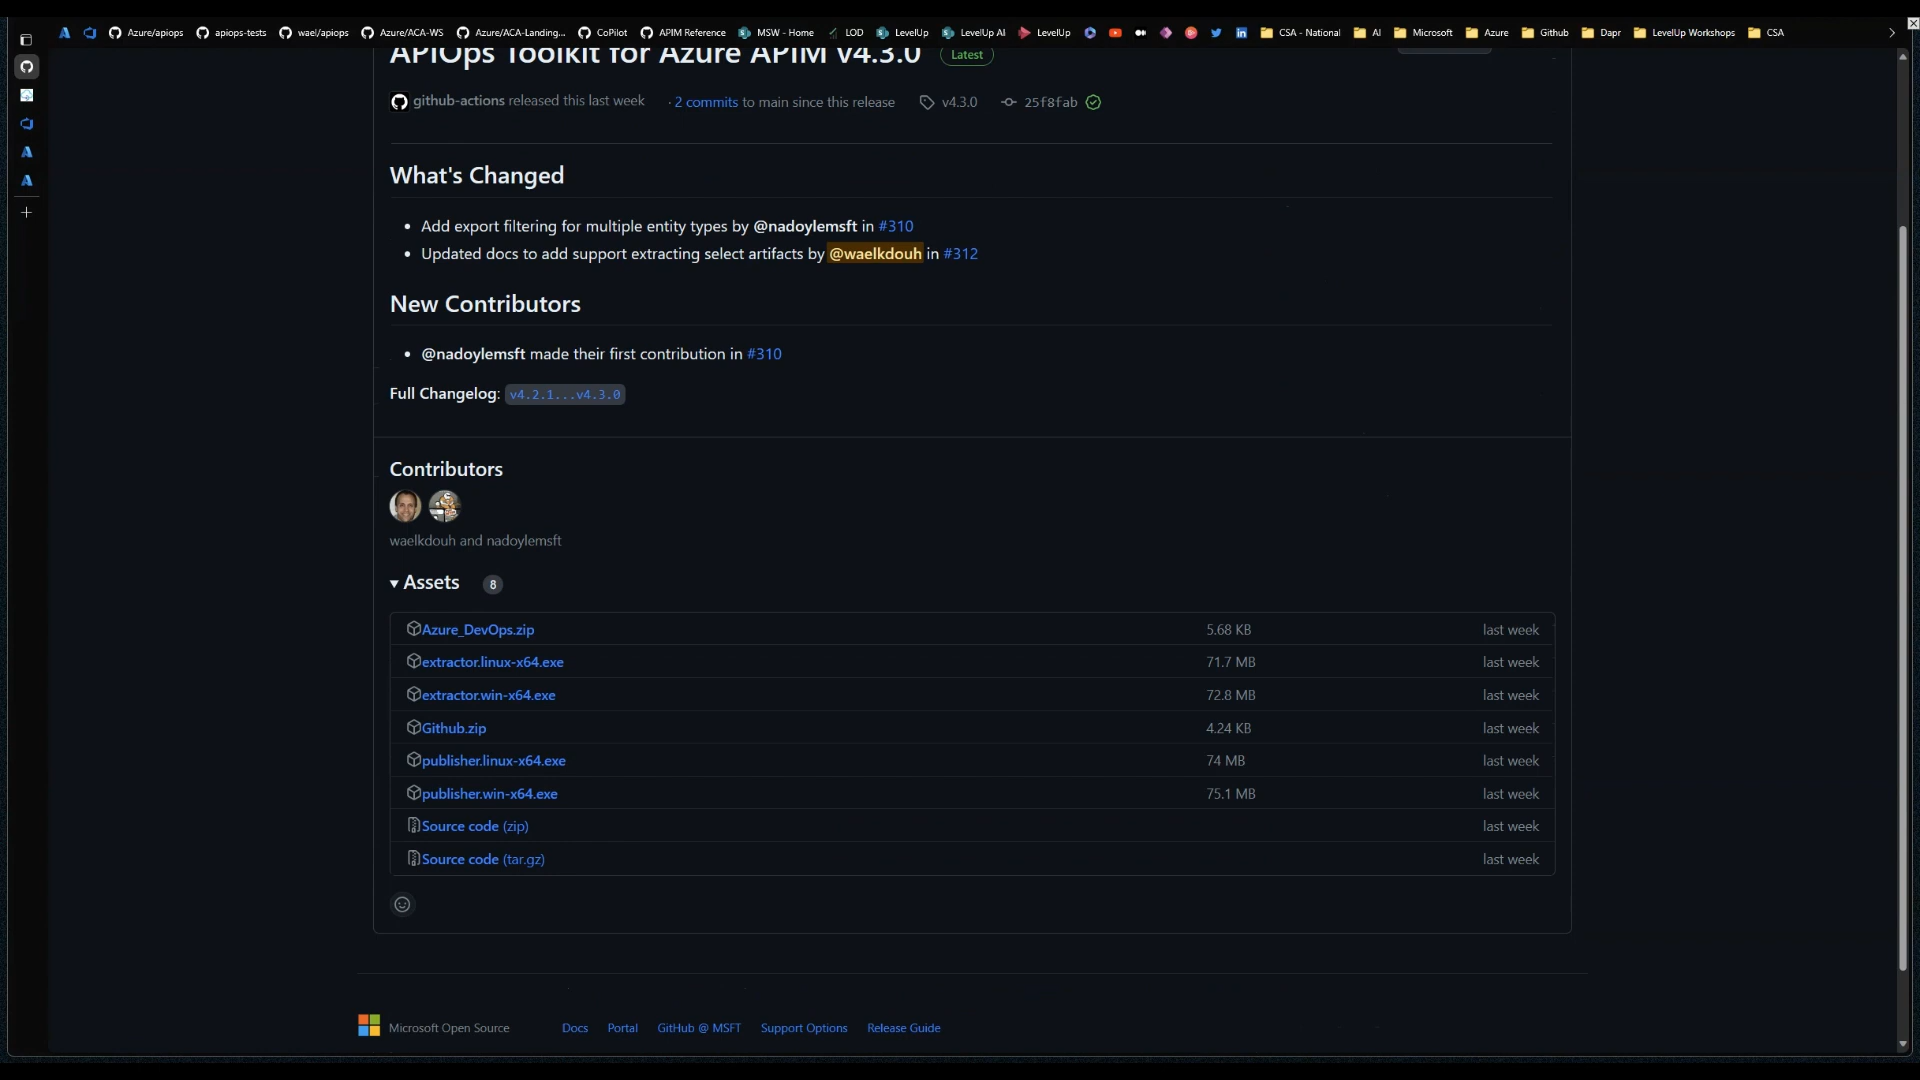 Azure/apiops apiops-tests wael/apiops Azure/ACA-WS Azure/ACA-Landing... CoPilot APIM Reference MSW - Home LOD LevelUp LevelUp AI LevelUp CSA - National AI Microsoft Azure Github Dapr LevelUp Workshops CSA
APIOps Toolkit for Azure APIM v4.3.0 Latest
github-actions released this last week · 2 commits to main since this release v4.3.0 25f8fab
What's Changed
• Add export filtering for multiple entity types by @nadoylemsft in #310
• Updated docs to add support extracting select artifacts by @waelkdouh in #312
New Contributors
• @nadoylemsft made their first contribution in #310
Full Changelog: v4.2.1...v4.3.0
Contributors
waelkdouh and nadoylemsft
Assets 8
Azure_DevOps.zip 5.68 KB last week
extractor.linux-x64.exe 71.7 MB last week
extractor.win-x64.exe 72.8 MB last week
Github.zip 4.24 KB last week
publisher.linux-x64.exe 74 MB last week
publisher.win-x64.exe 75.1 MB last week
Source code (zip) last week
Source code (tar.gz) last week
Microsoft Open Source Docs Portal GitHub @ MSFT Support Options Release Guide